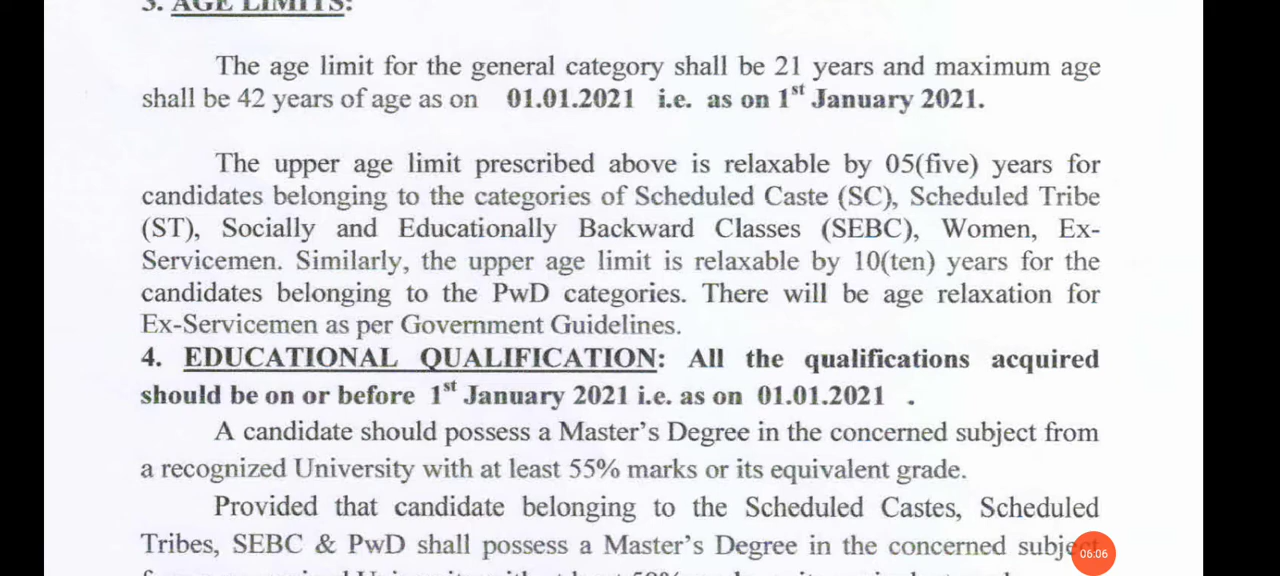 3. AGE LIMITS:
The age limit for the general category shall be 21 years and maximum age
shall be 42 years of age as on 01.01.2021 i.e. as on 1st January 2021.
The upper age limit prescribed above is relaxable by 05(five) years for
candidates belonging to the categories of Scheduled Caste (SC), Scheduled Tribe
(ST), Socially and Educationally Backward Classes (SEBC), Women, Ex-
Servicemen. Similarly, the upper age limit is relaxable by 10(ten) years for the
candidates belonging to the PwD categories. There will be age relaxation for
Ex-Servicemen as per Government Guidelines.
4. EDUCATIONAL QUALIFICATION: All the qualifications acquired
should be on or before 1st January 2021 i.e. as on 01.01.2021 .
A candidate should possess a Master's Degree in the concerned subject from
a recognized University with at least 55% marks or its equivalent grade.
Provided that candidate belonging to the Scheduled Castes, Scheduled
Tribes, SEBC & PwD shall possess a Master's Degree in the concerned subject
06:06